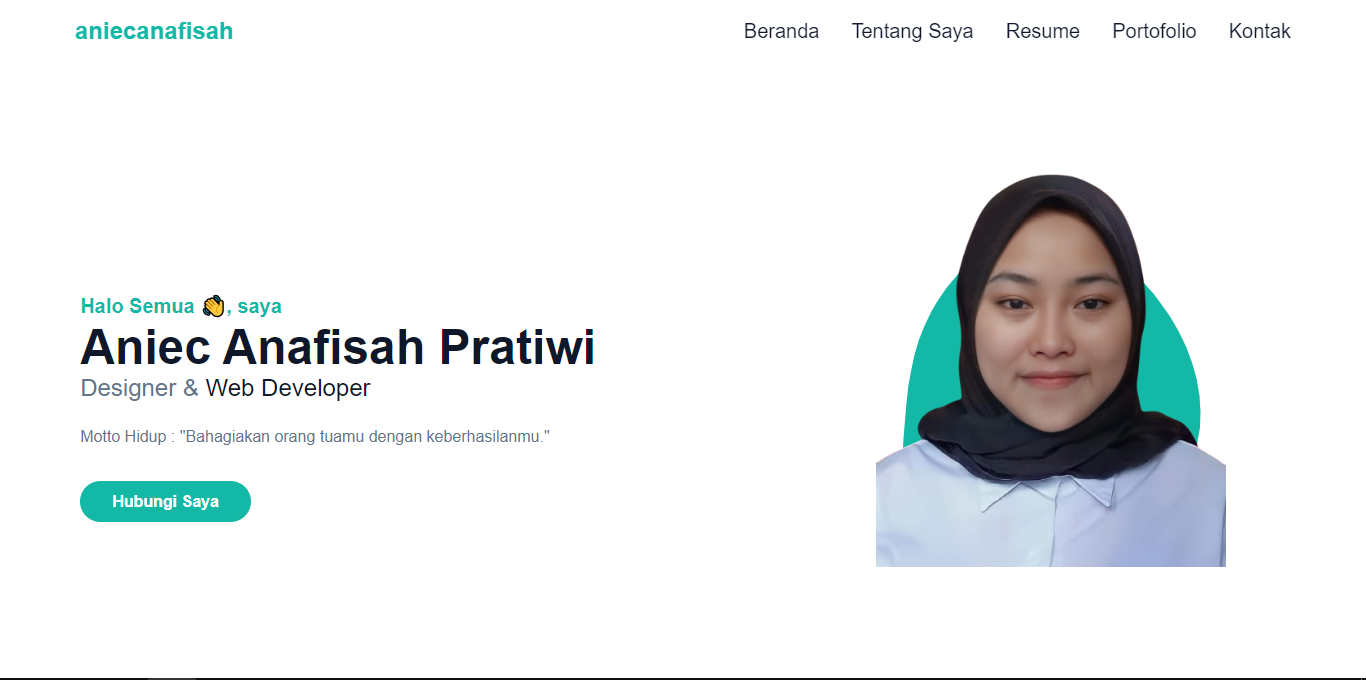 aniecanafisah
Beranda Tentang Saya Resume Portofolio Kontak
Halo Semua 👋, saya
Aniec Anafisah Pratiwi
Designer & Web Developer
Motto Hidup : "Bahagiakan orang tuamu dengan keberhasilanmu."
Hubungi Saya